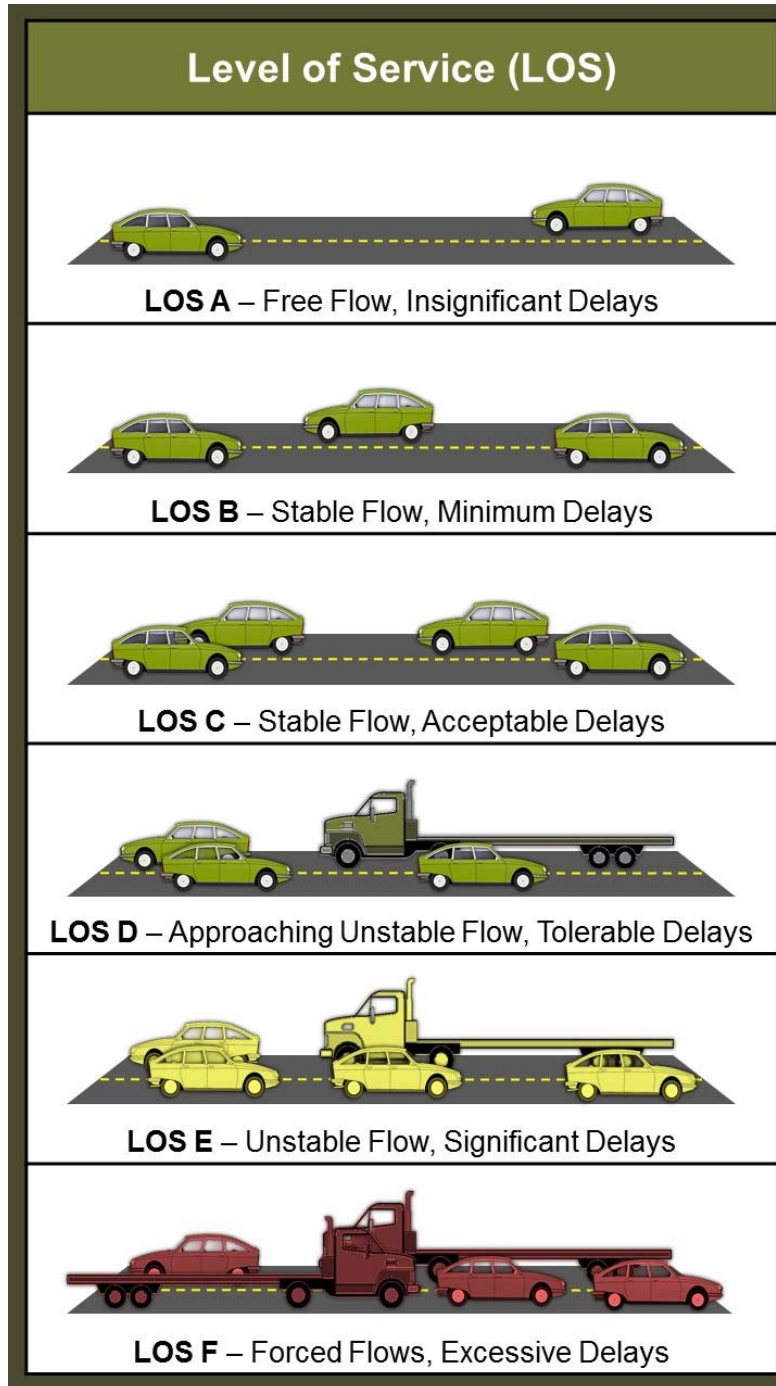 Level of Service (LOS)
LOS A – Free Flow, Insignificant Delays
LOS B – Stable Flow, Minimum Delays
LOS C – Stable Flow, Acceptable Delays
LOS D – Approaching Unstable Flow, Tolerable Delays
LOS E – Unstable Flow, Significant Delays
LOS F – Forced Flows, Excessive Delays